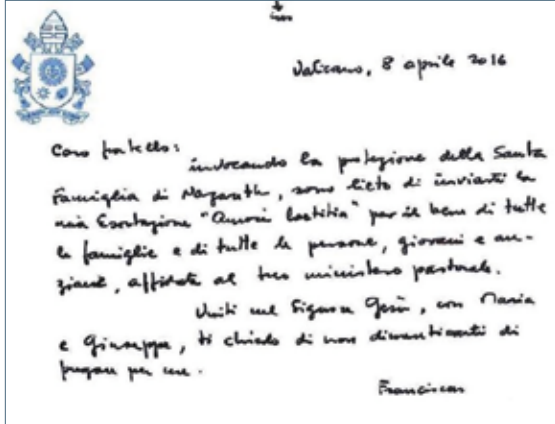 Vaticano, 8 aprile 2016
Caro fratello:
invocando la protezione della Santa
Famiglia di Nazareth, sono lieto di inviarti la
mia Esortazione "Amoris laetitia" per il bene di tutte
le famiglie e di tutte le persone, giovani e an-
ziane, affidate al tuo ministero pastorale.
Uniti nel Signore Gesù, con Maria
e Giuseppe, ti chiedo di non dimenticarti di
pregare per me.
Franciscus